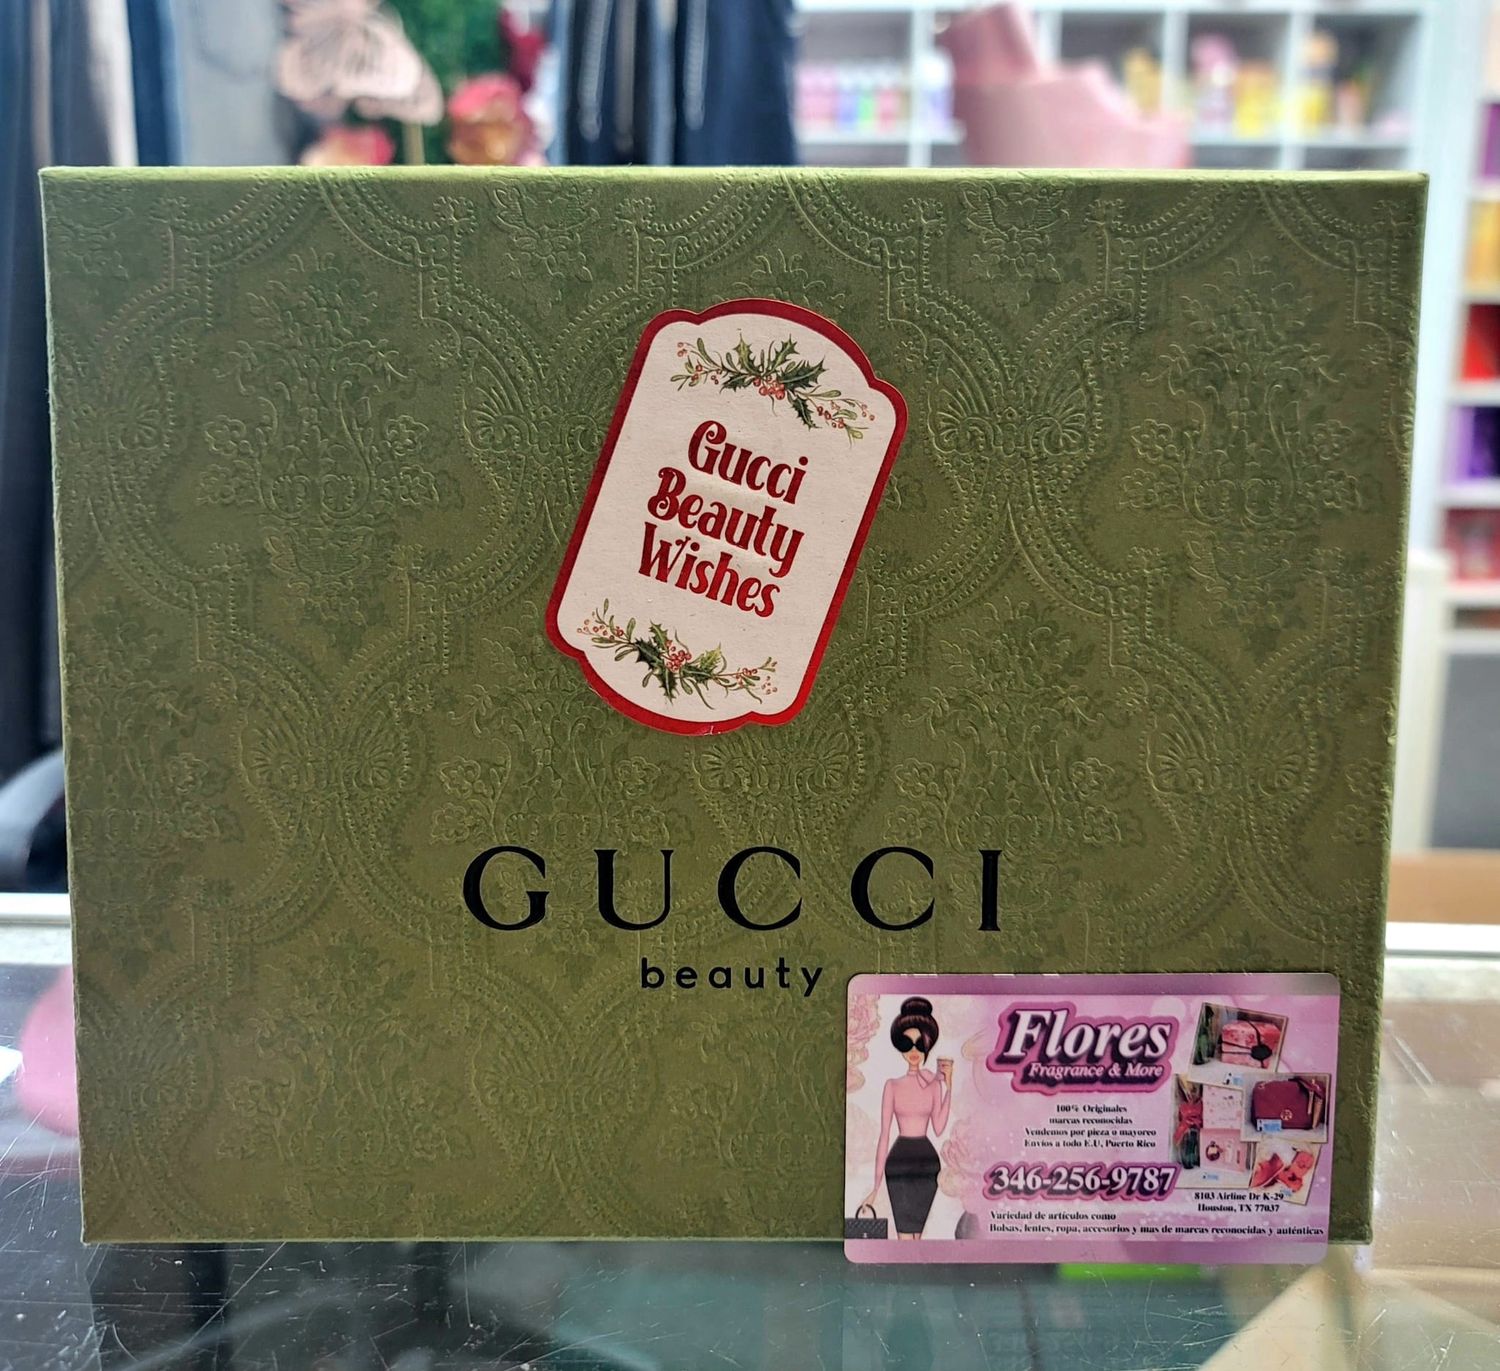 Gucci
Beauty
Wishes
GUCCI
beauty
Flores
Fragrance & More
100% Originales
marcas reconocidas
Vendemos por pieza o mayoreo
Envíos a todo E.U, Puerto Rico
346-256-9787
8103 Airline Dr K-29
Houston, TX 77037
Variedad de artículos como
Bolsas, lentes, ropa, accesorios y mas de marcas reconocidas y auténticas